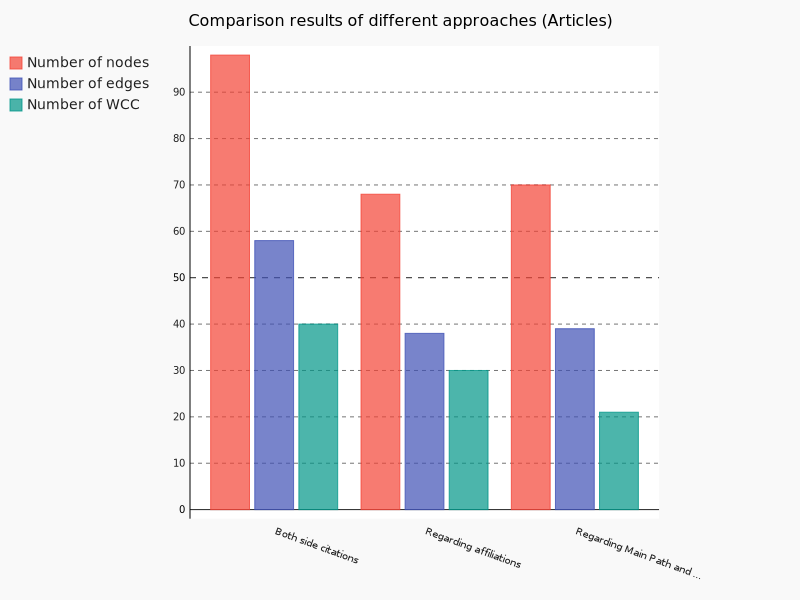 Comparison results of different approaches (Articles)
Number of nodes
Number of edges
Number of WCC
90
80
70
60
50
40
30
20
10
0
Both side citations
Regarding affiliations
Regarding Main Path and ...